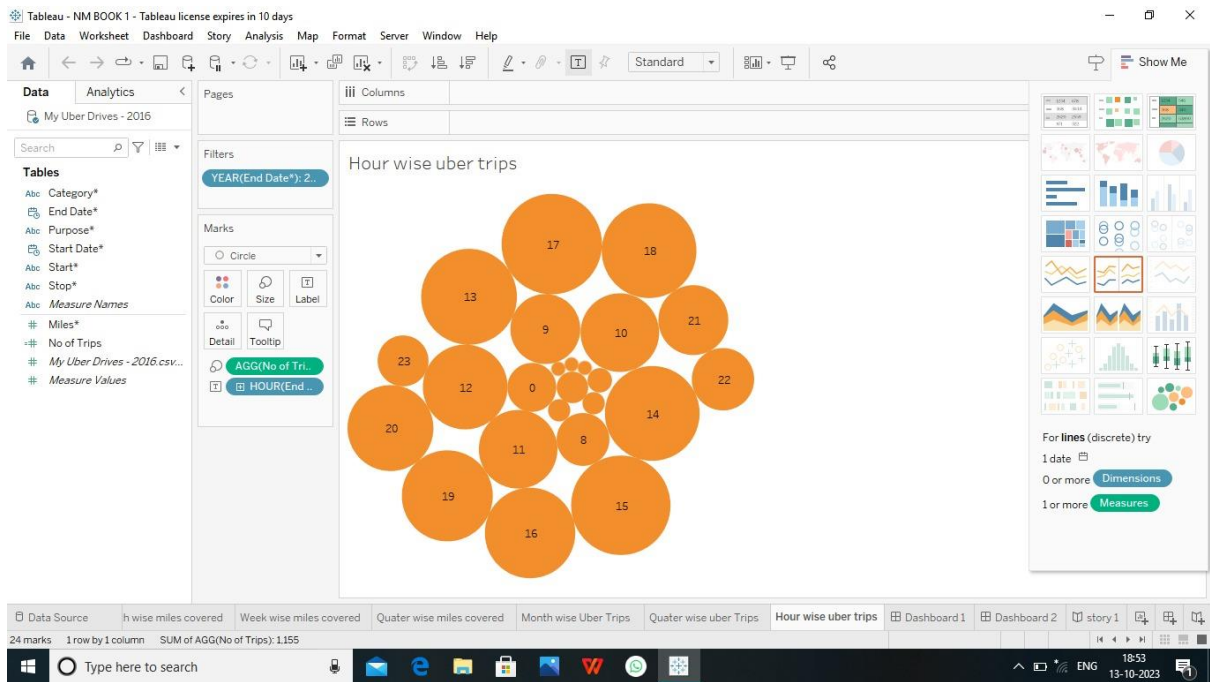 Tableau - NM BOOK 1 - Tableau license expires in 10 days
File Data Worksheet Dashboard Story Analysis Map Format Server Window Help
Standard
Show Me
Data Analytics
My Uber Drives - 2016
Search
Tables
Abc Category*
End Date*
Abc Purpose*
Start Date*
Abc Start*
Abc Stop*
Abc Measure Names
# Miles*
=# No of Trips
# My Uber Drives - 2016.csv...
# Measure Values
Pages
Filters
YEAR(End Date*): 2..
Marks
Circle
Color Size Label
Detail Tooltip
AGG(No of Tri..
HOUR(End ..
Columns
Rows
Hour wise uber trips
17
18
13
9
10
21
23
12
0
22
20
14
11
8
19
15
16
For lines (discrete) try
1 date
0 or more Dimensions
1 or more Measures
Data Source h wise miles covered Week wise miles covered Quater wise miles covered Month wise Uber Trips Quater wise uber Trips Hour wise uber trips Dashboard 1 Dashboard 2 story 1
24 marks 1 row by 1 column SUM of AGG(No of Trips): 1,155
Type here to search
ENG
18:53
13-10-2023
1